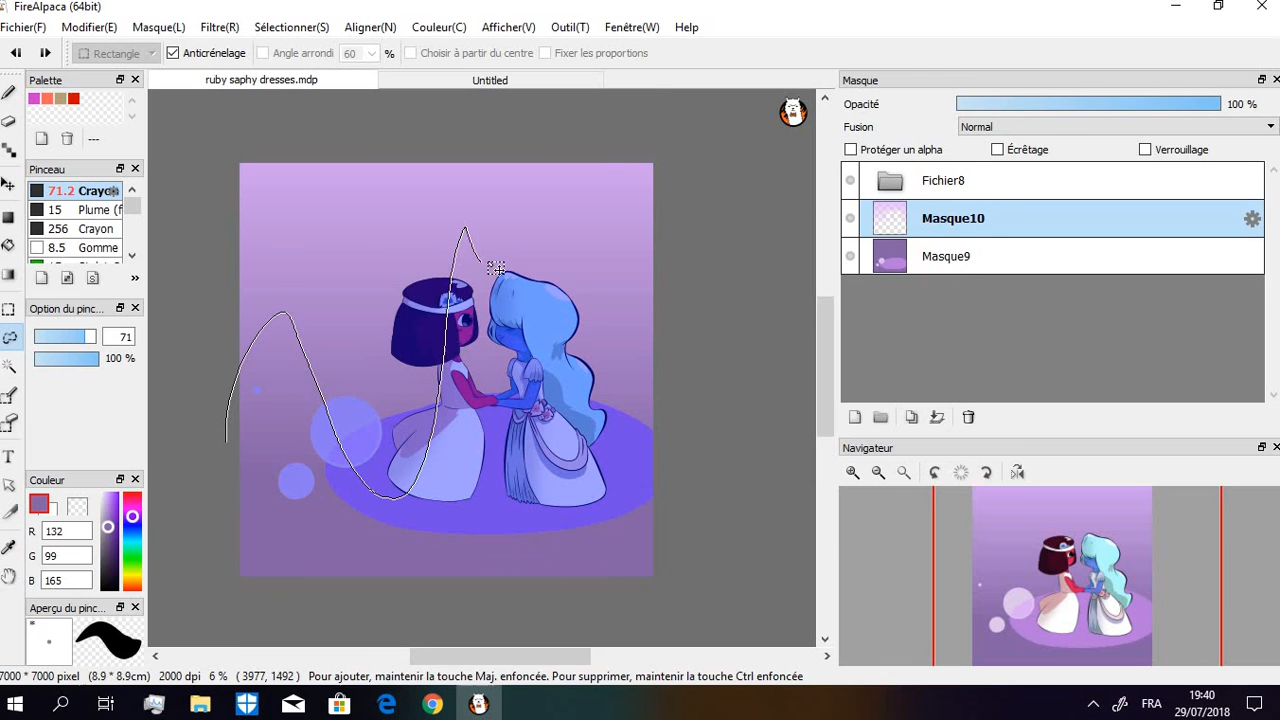 FireAlpaca (64bit)
Fichier(F) Modifier(E) Masque(L) Filtre(R) Sélectionner(S) Aligner(N) Couleur(C) Afficher(V) Outil(T) Fenêtre(W) Help
Rectangle Anticrénelage Angle arrondi 60 % Choisir à partir du centre Fixer les proportions
Palette
ruby saphy dresses.mdp
Untitled
---
Pinceau
71.2 Crayon
15 Plume (f
256 Crayon
8.5 Gomme
Option du pinc...
71
100 %
Couleur
R 132
G 99
B 165
Aperçu du pinc...
*
Masque
Opacité 100 %
Fusion Normal
Protéger un alpha Écrêtage Verrouillage
Fichier8
Masque10
Masque9
Navigateur
7000 * 7000 pixel (8.9 * 8.9cm) 2000 dpi 6 % ( 3977, 1492 ) Pour ajouter, maintenir la touche Maj. enfoncée. Pour supprimer, maintenir la touche Ctrl enfoncée
FRA
19:40
29/07/2018